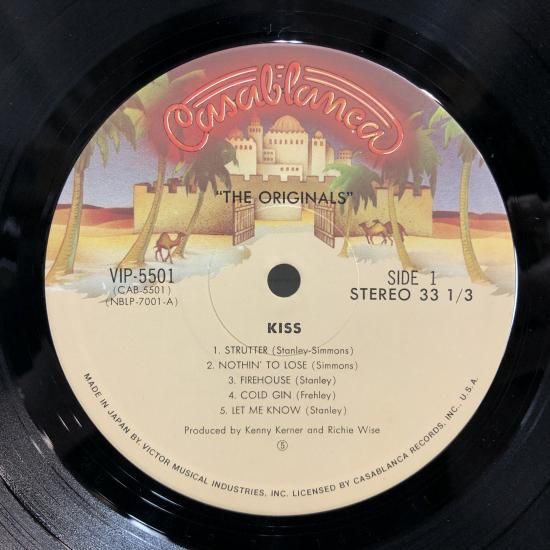 Casablanca
"THE ORIGINALS"
VIP-5501
(CAB-5501)
(NBLP-7001-A)
SIDE 1
STEREO 33 1/3
KISS
1. STRUTTER (Stanley-Simmons)
2. NOTHIN' TO LOSE (Simmons)
3. FIREHOUSE (Stanley)
4. COLD GIN (Frehley)
5. LET ME KNOW (Stanley)
Produced by Kenny Kerner and Richie Wise
⑤
MADE IN JAPAN BY VICTOR MUSICAL INDUSTRIES, INC. LICENSED BY CASABLANCA RECORDS, INC., U.S.A.